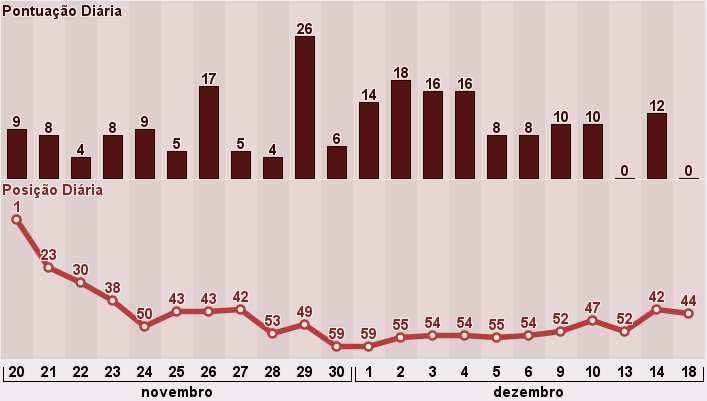 Pontuação Diária
9 8 4 8 9 5 17 5 4 26 6 14 18 16 16 8 8 10 10 0 12 0
Posição Diária
1 23 30 38 50 43 43 42 53 49 59 59 55 54 54 55 54 52 47 52 42 44
20 21 22 23 24 25 26 27 28 29 30 1 2 3 4 5 6 9 10 13 14 18
novembro dezembro